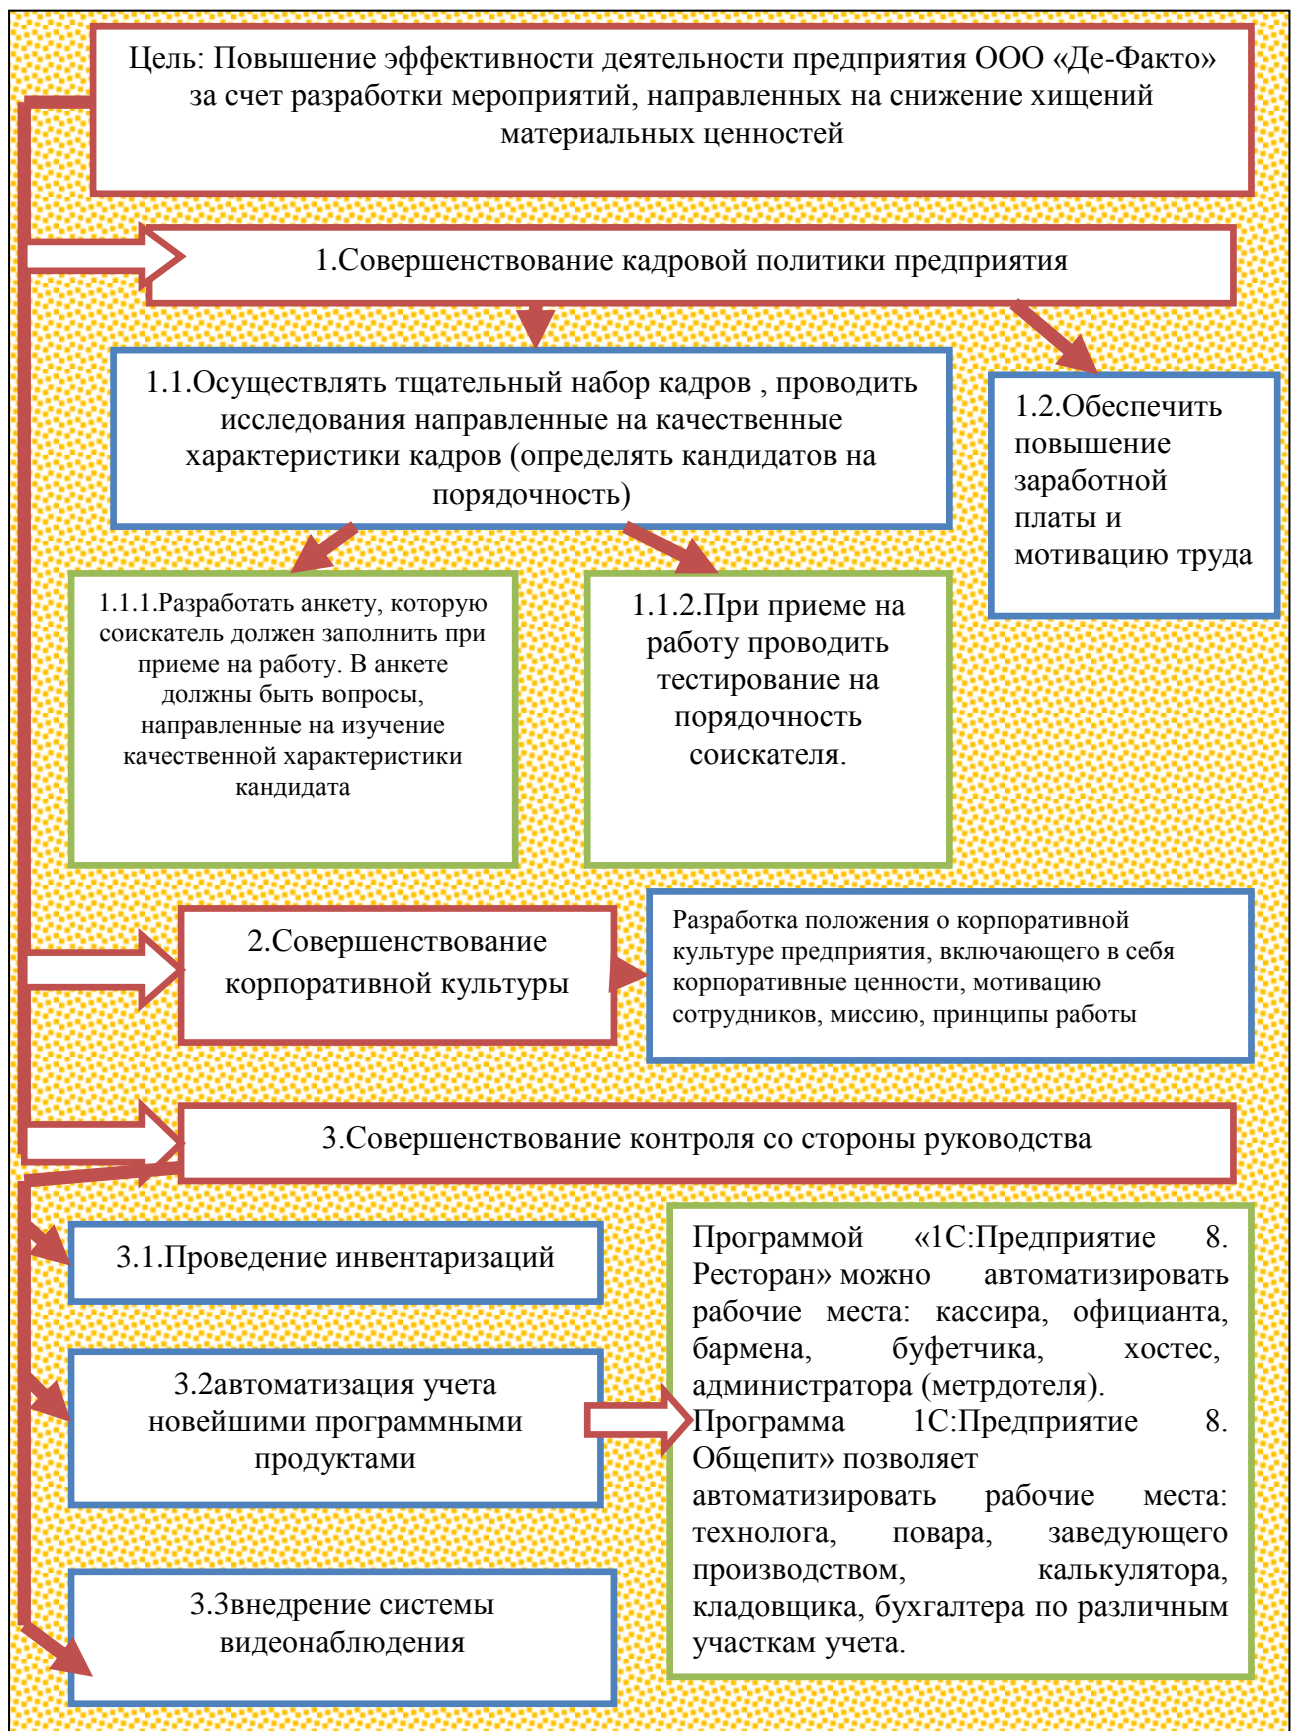 Цель: Повышение эффективности деятельности предприятия ООО «Де-Факто»
за счет разработки мероприятий, направленных на снижение хищений
материальных ценностей
1.Совершенствование кадровой политики предприятия
1.1.Осуществлять тщательный набор кадров , проводить
исследования направленные на качественные
характеристики кадров (определять кандидатов на
порядочность)
1.2.Обеспечить
повышение
заработной
платы и
мотивацию труда
1.1.1.Разработать анкету, которую
соискатель должен заполнить при
приеме на работу. В анкете
должны быть вопросы,
направленные на изучение
качественной характеристики
кандидата
1.1.2.При приеме на
работу проводить
тестирование на
порядочность
соискателя.
2.Совершенствование
корпоративной культуры
Разработка положения о корпоративной
культуре предприятия, включающего в себя
корпоративные ценности, мотивацию
сотрудников, миссию, принципы работы
3.Совершенствование контроля со стороны руководства
3.1.Проведение инвентаризаций
3.2автоматизация учета
новейшими программными
продуктами
Программой «1С:Предприятие 8.
Ресторан» можно автоматизировать
рабочие места: кассира, официанта,
бармена, буфетчика, хостес,
администратора (метрдотеля).
Программа 1С:Предприятие 8.
Общепит» позволяет
автоматизировать рабочие места:
технолога, повара, заведующего
производством, калькулятора,
кладовщика, бухгалтера по различным
участкам учета.
3.3внедрение системы
видеонаблюдения